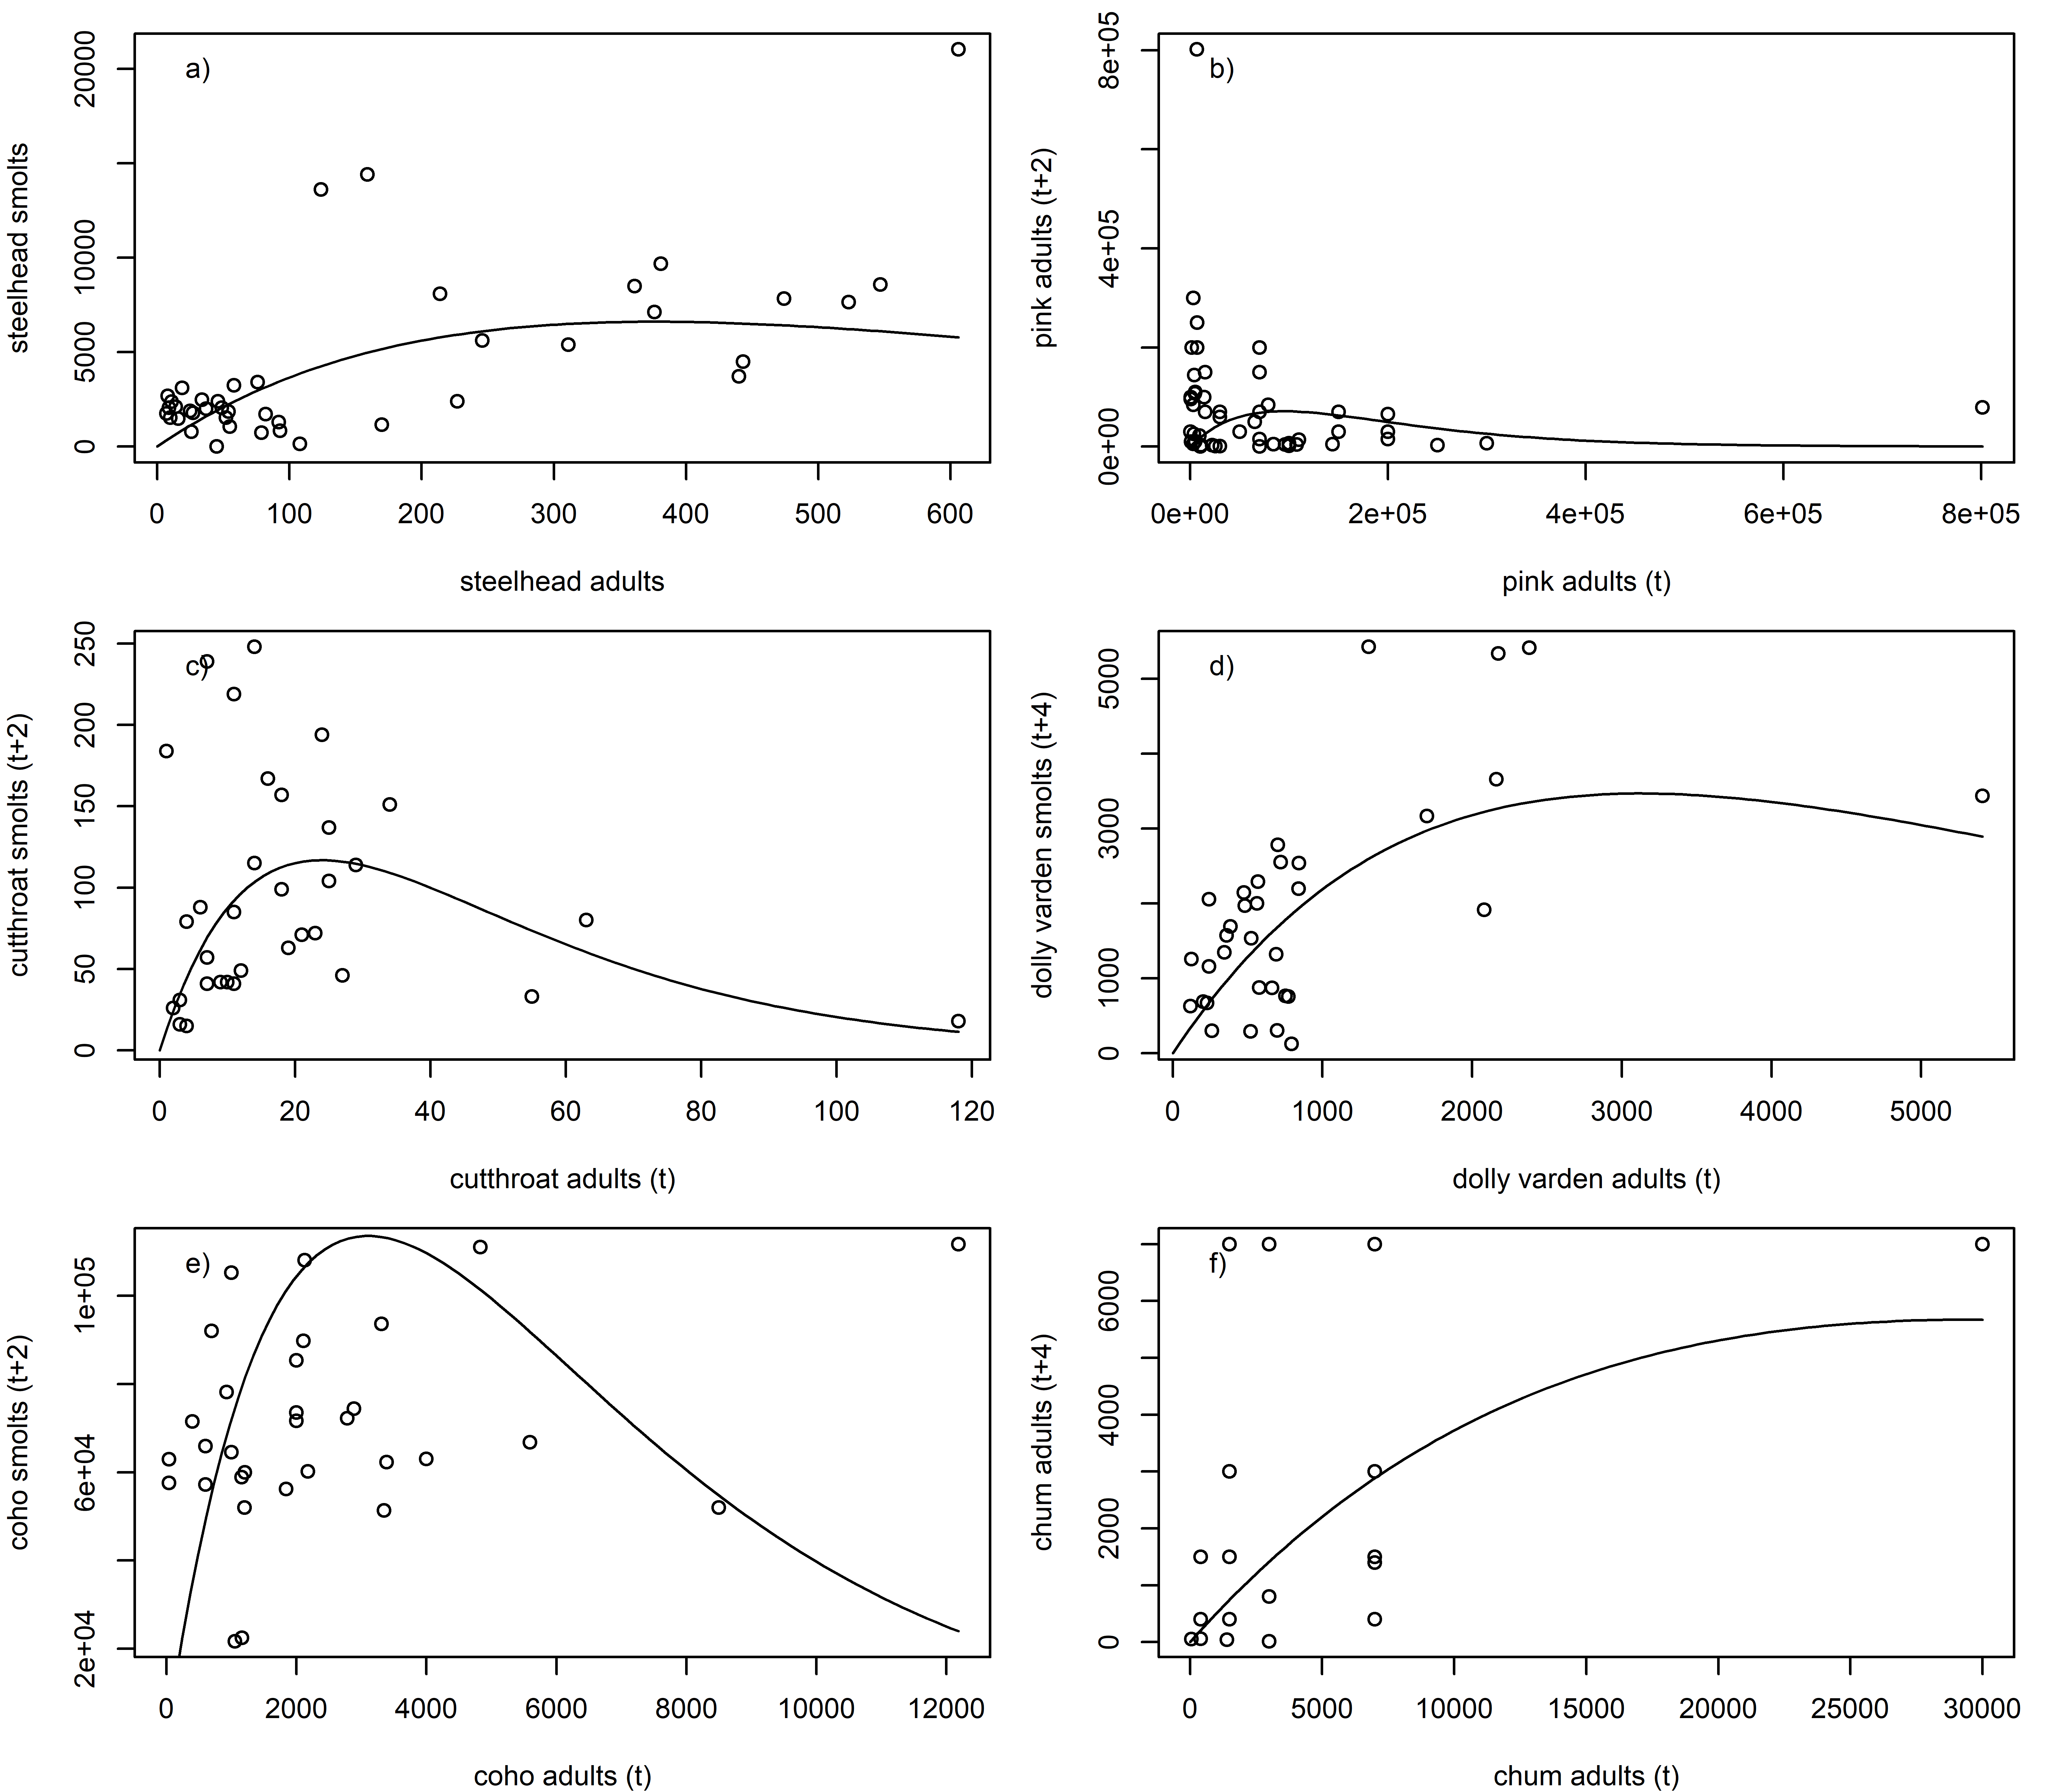 a)
steelhead smolts
0
5000
10000
20000
0 100 200 300 400 500 600
steelhead adults
b)
pink adults (t+2)
0e+00
4e+05
8e+05
0e+00 2e+05 4e+05 6e+05 8e+05
pink adults (t)
c)
cutthroat smolts (t+2)
0
50
100
150
200
250
0 20 40 60 80 100 120
cutthroat adults (t)
d)
dolly varden smolts (t+4)
0
1000
3000
5000
0 1000 2000 3000 4000 5000
dolly varden adults (t)
e)
coho smolts (t+2)
2e+04
6e+04
1e+05
0 2000 4000 6000 8000 10000 12000
coho adults (t)
f)
chum adults (t+4)
0
2000
4000
6000
0 5000 10000 15000 20000 25000 30000
chum adults (t)